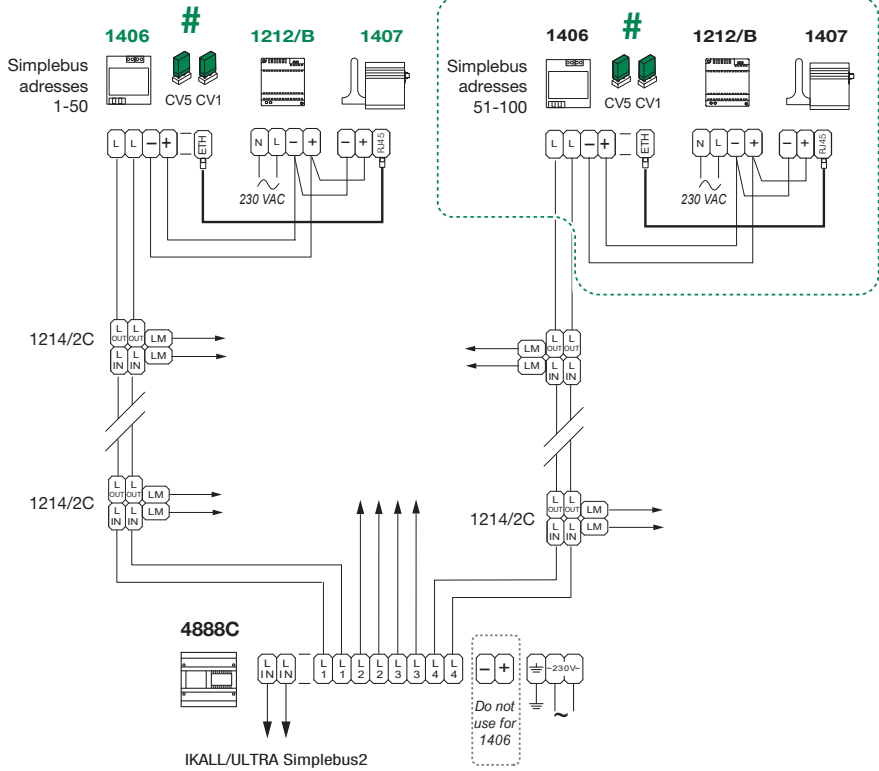 #
1406
1212/B
1407
Simplebus
adresses
1-50
CV5 CV1
L L − + ETH
N L − + − + RJ45
230 VAC
#
1406
1212/B
1407
Simplebus
adresses
51-100
CV5 CV1
L L − + ETH
N L − + − + RJ45
230 VAC
1214/2C
L OUT L OUT LM
L IN L IN LM
LM L OUT L OUT
LM L IN L IN
1214/2C
L OUT L OUT LM
L IN L IN LM
1214/2C
L OUT L OUT LM
L IN L IN LM
4888C
L IN L IN L 1 L 1 L 2 L 2 L 3 L 3 L 4 L 4 − + ~230V~
Do not
use for
1406
~
IKALL/ULTRA Simplebus2